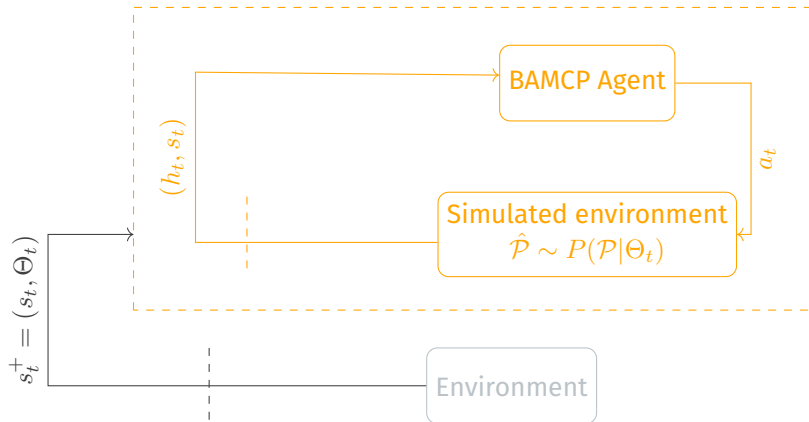 BAMCP Agent
(h_t, s_t)
a_t
Simulated environment
𝒫̂ ∼ P(𝒫|Θ_t)
s_t^+ = (s_t, Θ_t)
Environment